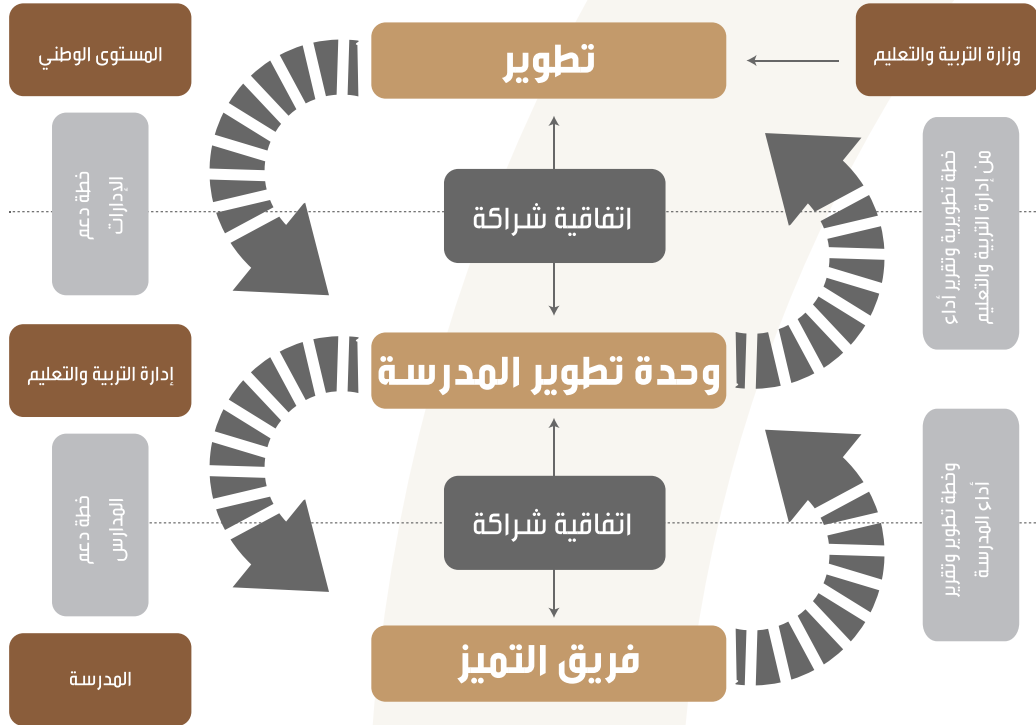 وزارة التربية والتعليم
تطوير
المستوى الوطني
خطة تطويرية وتقرير أداء
من إدارة التربية والتعليم
اتفاقية شراكة
خطة دعم
الإدارات
وحدة تطوير المدرسة
إدارة التربية والتعليم
وخطة تطوير وتقرير
أداء المدرسة
اتفاقية شراكة
خطة دعم
المدارس
فريق التميز
المدرسة